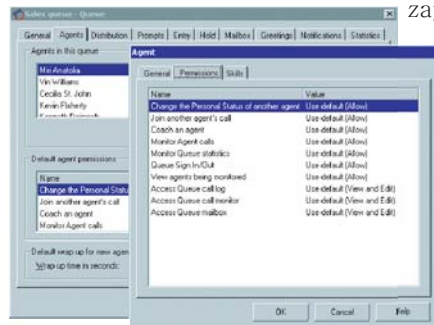 Sales queue - Queue
za
General Agents Distribution Prompts Entry Hold Mailbox Greetings Notifications Statistics
Agents in this queue
Min Anatolia
Vin Williams
Cecilia St. John
Kevin Flaherty
Default agent permissions
Name
Change the Personal Statu
Join another agent's call
Coach an agent
Monitor Agent calls
Default wrap up for new agen
Wrap up time in seconds:
Agent
General Permissions Skills
Name Value
Change the Personal Status of another agent Use default (Allow)
Join another agent's call Use default (Allow)
Coach an agent Use default (Allow)
Monitor Agent calls Use default (Allow)
Monitor Queue statistics Use default (Allow)
Queue Sign In/Out Use default (Allow)
View agents being monitored Use default (Allow)
Access Queue call log Use default (View and Edit)
Access Queue call monitor Use default (View and Edit)
Access Queue mailbox Use default (View and Edit)
OK Cancel Help